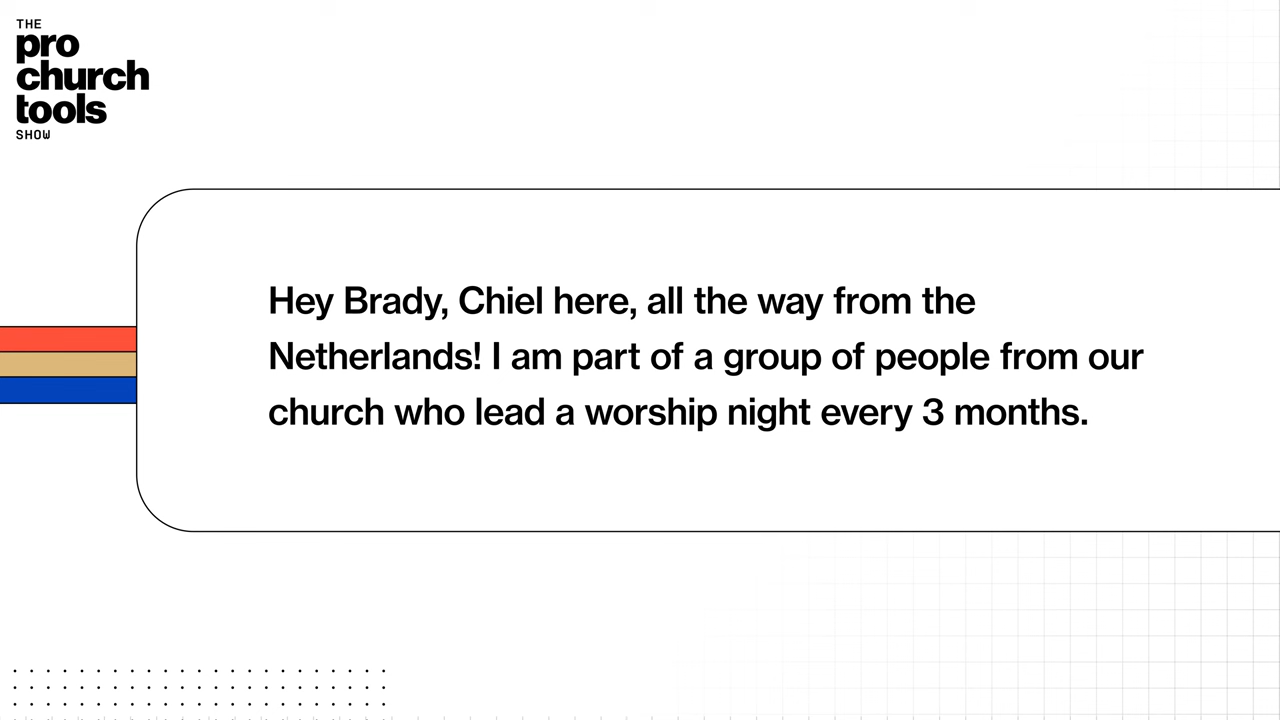 THE
pro
church
tools
SHOW
Hey Brady, Chiel here, all the way from the
Netherlands! I am part of a group of people from our
church who lead a worship night every 3 months.